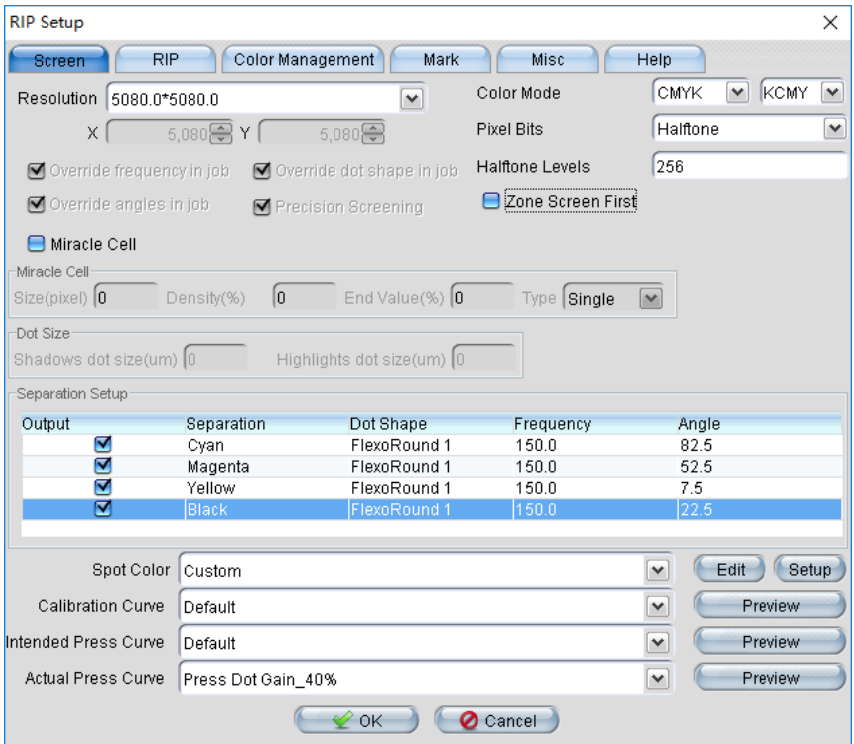 RIP Setup
Screen RIP Color Management Mark Misc Help
Resolution 5080.0*5080.0 Color Mode CMYK KCMY
X 5,080 Y 5,080 Pixel Bits Halftone
Override frequency in job Override dot shape in job Halftone Levels 256
Override angles in job Precision Screening Zone Screen First
Miracle Cell
Miracle Cell
Size(pixel) 0 Density(%) 0 End Value(%) 0 Type Single
Dot Size
Shadows dot size(um) 0 Highlights dot size(um) 0
Separation Setup
Output Separation Dot Shape Frequency Angle
Cyan FlexoRound 1 150.0 82.5
Magenta FlexoRound 1 150.0 52.5
Yellow FlexoRound 1 150.0 7.5
Black FlexoRound 1 150.0 22.5
Spot Color Custom Edit Setup
Calibration Curve Default Preview
Intended Press Curve Default Preview
Actual Press Curve Press Dot Gain_40% Preview
OK Cancel